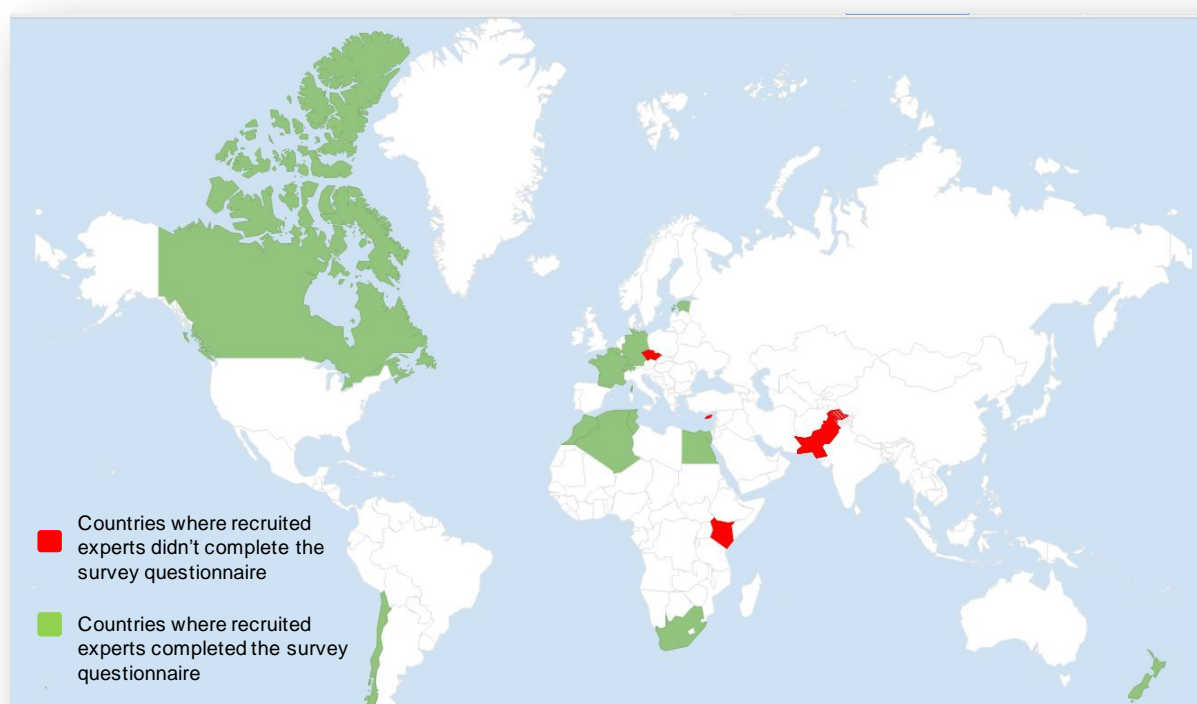 Countries where recruited
experts didn’t complete the
survey questionnaire
Countries where recruited
experts completed the survey
questionnaire